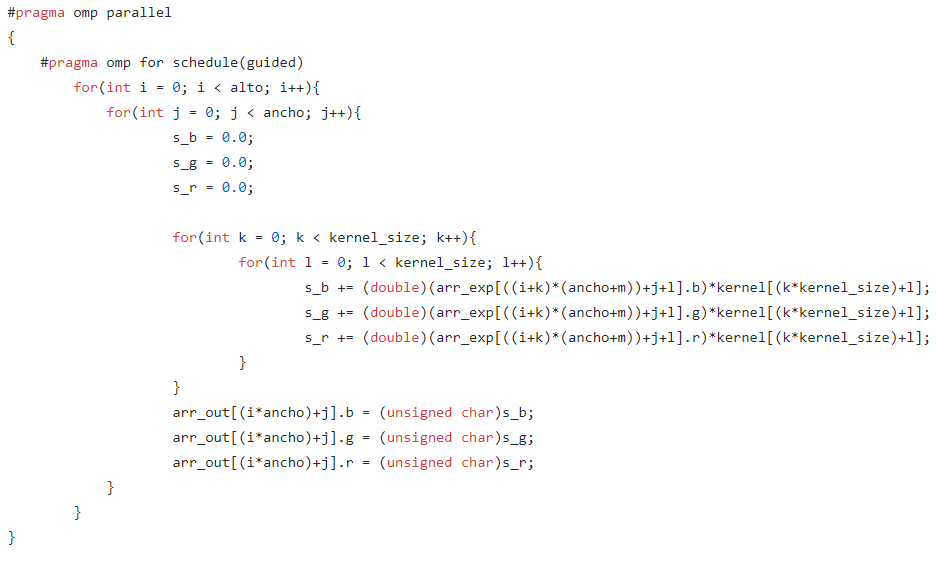 #pragma omp parallel
{
    #pragma omp for schedule(guided)
        for(int i = 0; i < alto; i++){
            for(int j = 0; j < ancho; j++){
                    s_b = 0.0;
                    s_g = 0.0;
                    s_r = 0.0;

                    for(int k = 0; k < kernel_size; k++){
                            for(int l = 0; l < kernel_size; l++){
                                    s_b += (double)(arr_exp[((i+k)*(ancho+m))+j+l].b)*kernel[(k*kernel_size)+l];
                                    s_g += (double)(arr_exp[((i+k)*(ancho+m))+j+l].g)*kernel[(k*kernel_size)+l];
                                    s_r += (double)(arr_exp[((i+k)*(ancho+m))+j+l].r)*kernel[(k*kernel_size)+l];
                            }
                    }
                    arr_out[(i*ancho)+j].b = (unsigned char)s_b;
                    arr_out[(i*ancho)+j].g = (unsigned char)s_g;
                    arr_out[(i*ancho)+j].r = (unsigned char)s_r;
            }
        }
}